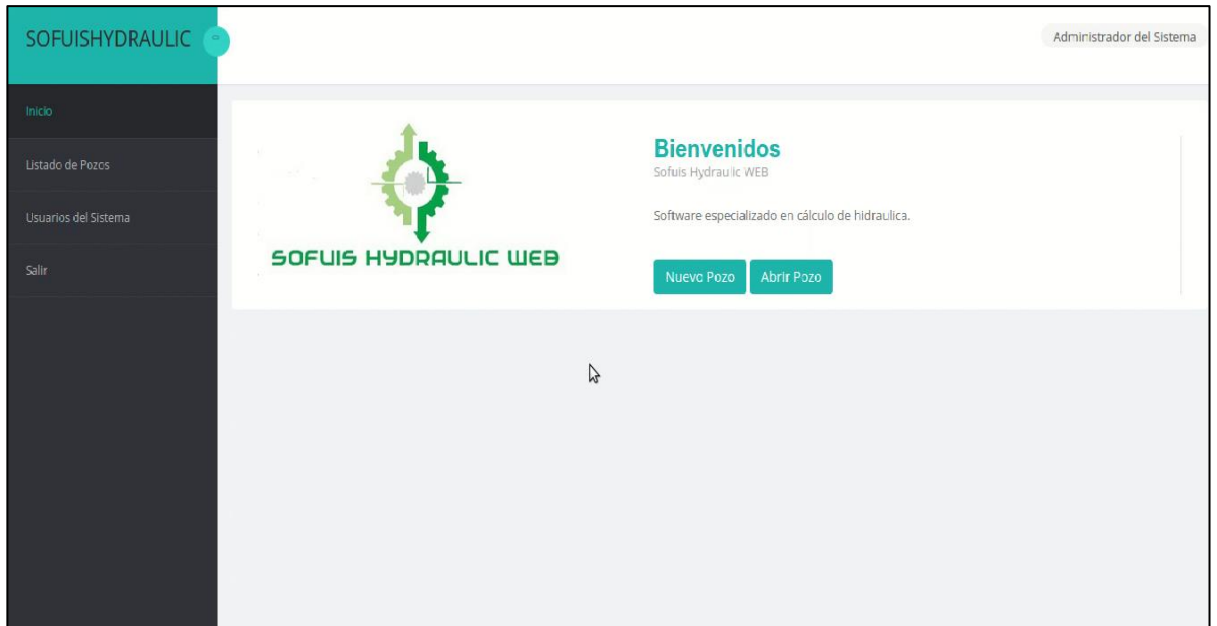 SOFUISHYDRAULIC
Administrador del Sistema
Inicio
Listado de Pozos
Usuarios del Sistema
Salir
SOFUIS HYDRAULIC WEB
Bienvenidos
Sofuis Hydraulic WEB
Software especializado en cálculo de hidraulica.
Nuevo Pozo
Abrir Pozo